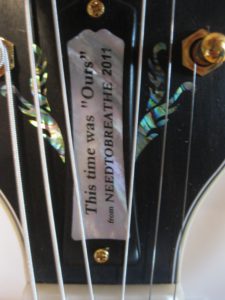 This time was "Ours"
from NEEDTOBREATHE 2011